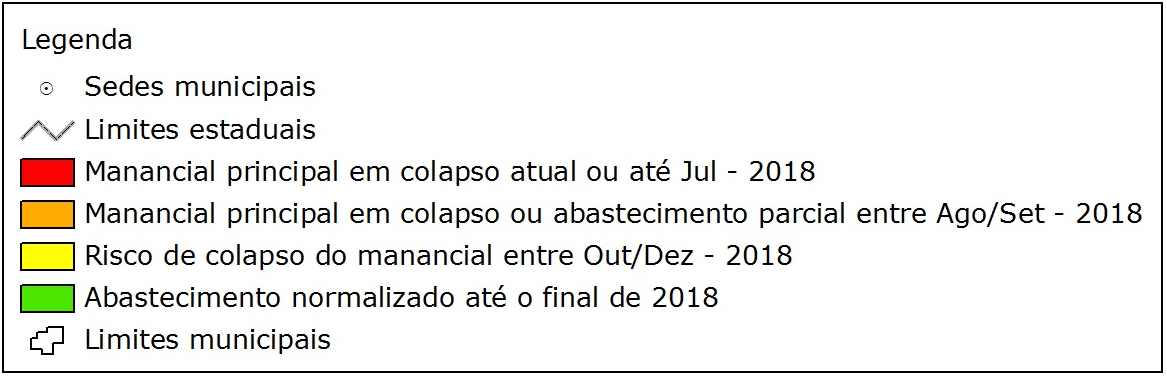 Legenda
Sedes municipais
Limites estaduais
Manancial principal em colapso atual ou até Jul - 2018
Manancial principal em colapso ou abastecimento parcial entre Ago/Set - 2018
Risco de colapso do manancial entre Out/Dez - 2018
Abastecimento normalizado até o final de 2018
Limites municipais